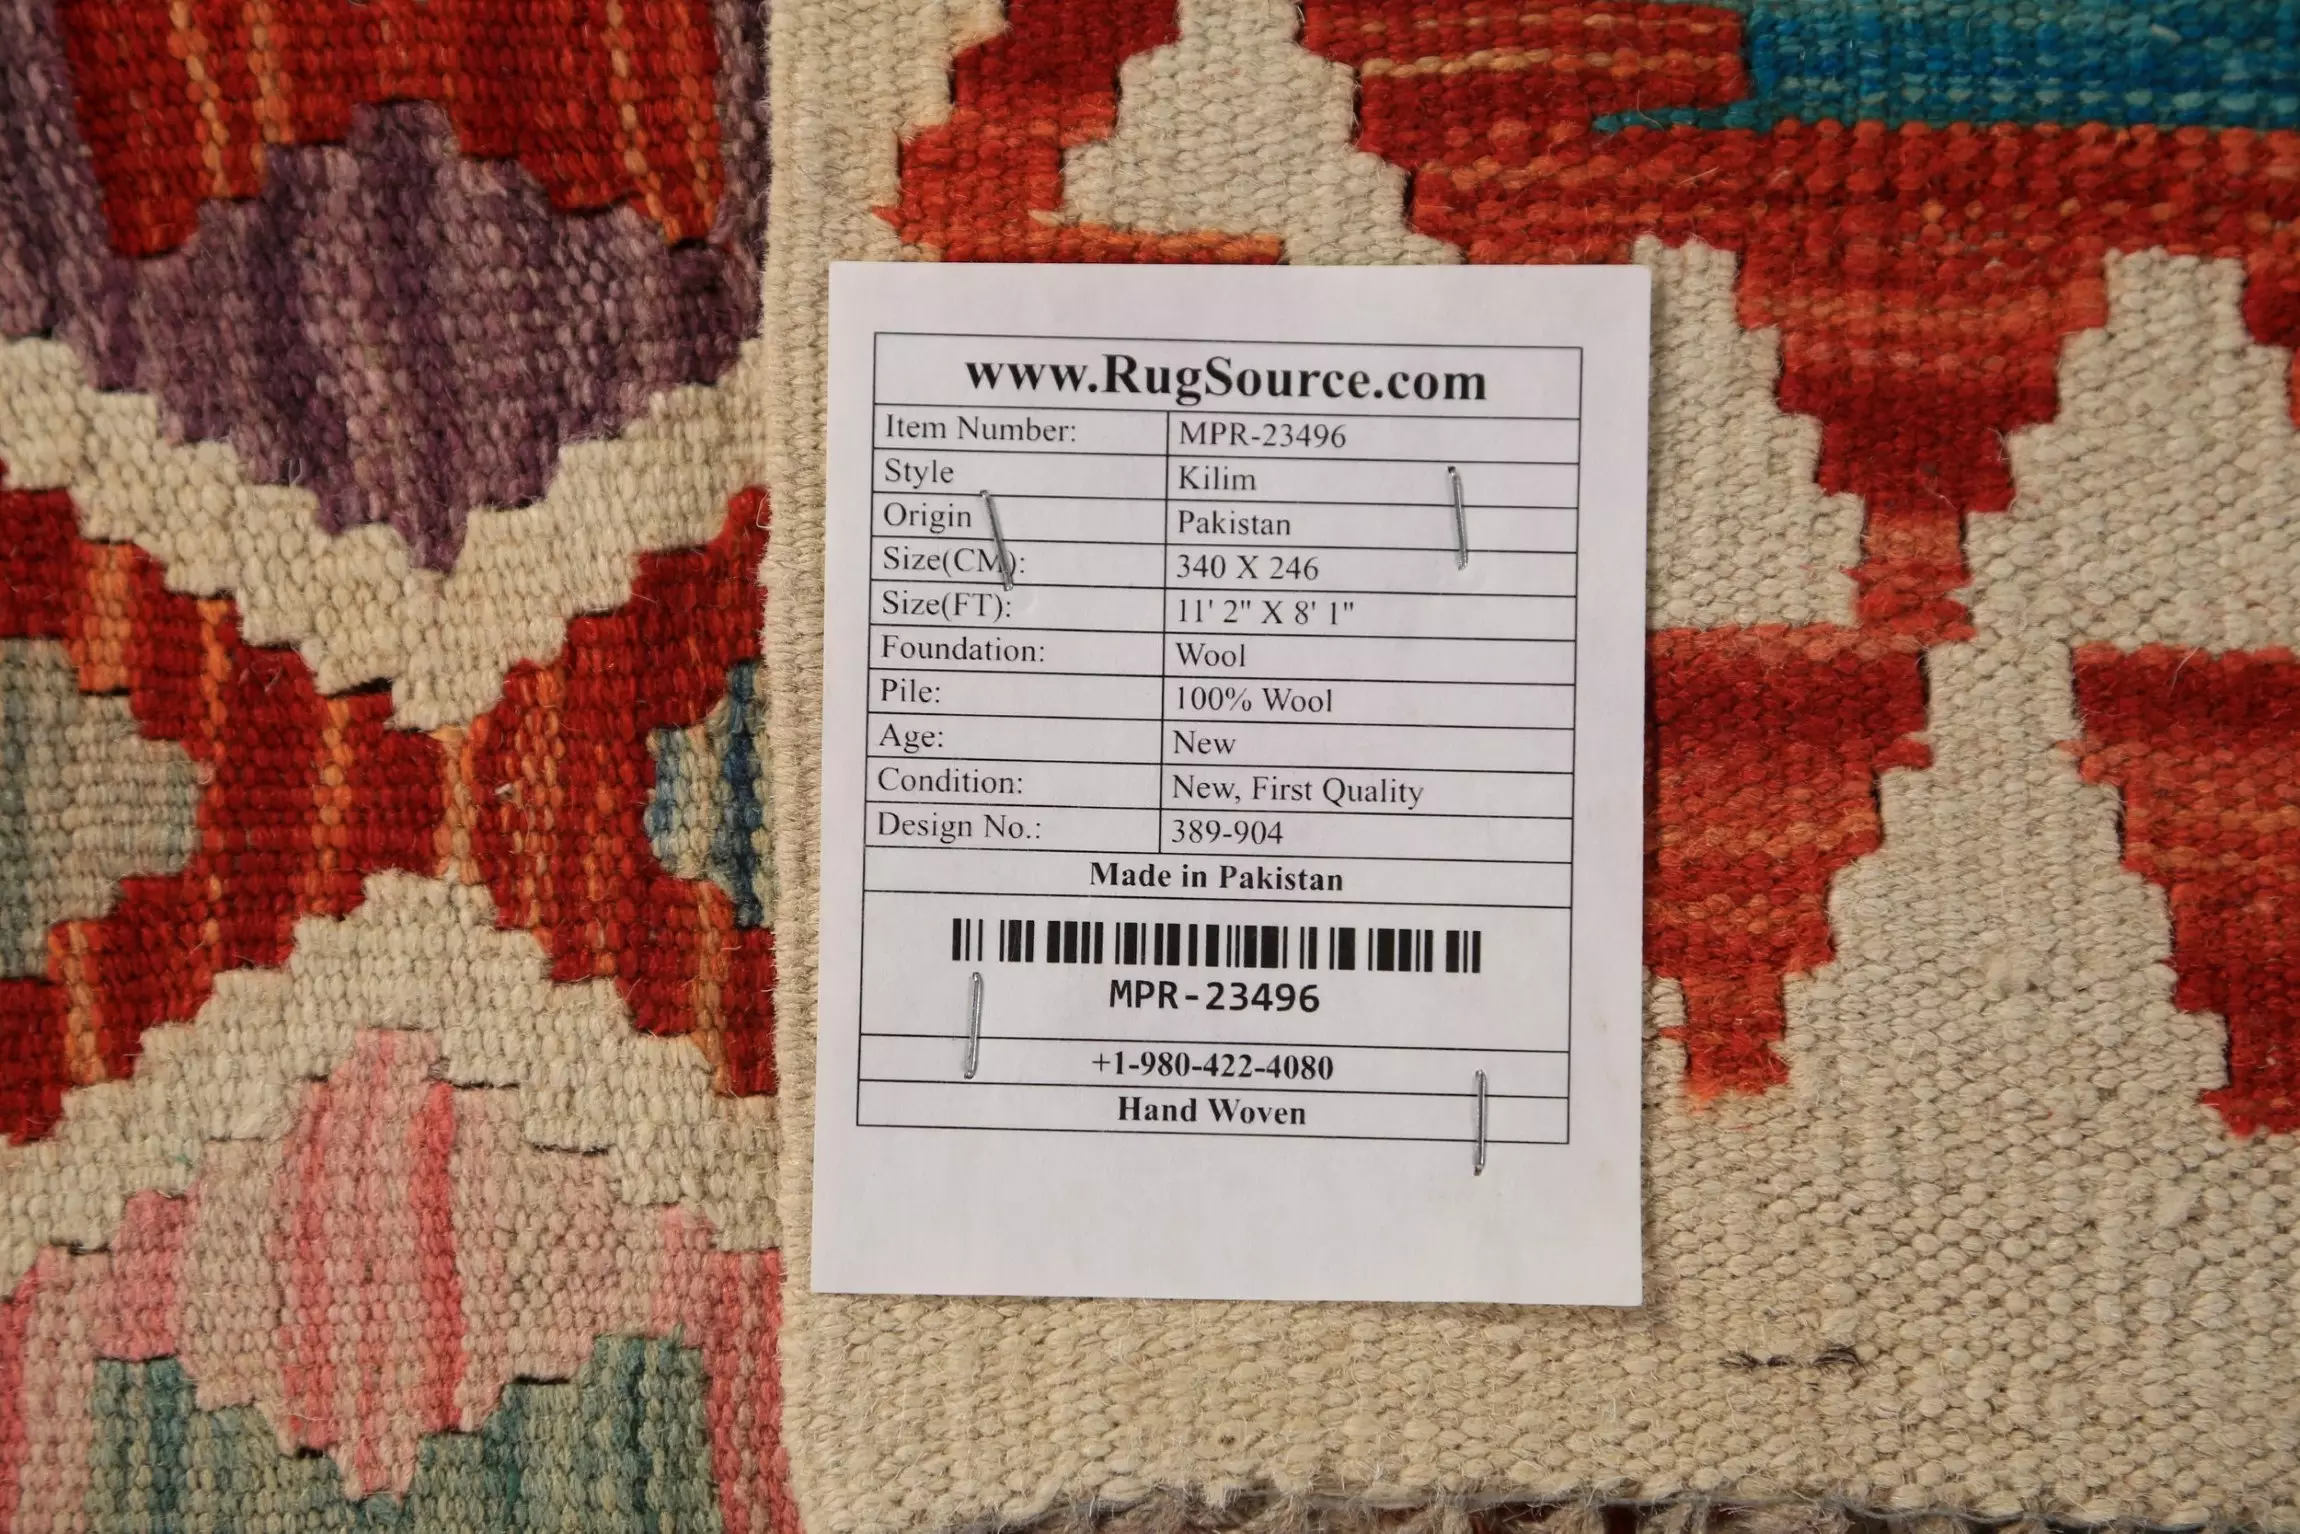 www.RugSource.com
Item Number: MPR-23496
Style Kilim
Origin Pakistan
Size(CM): 340 X 246
Size(FT): 11' 2" X 8' 1"
Foundation: Wool
Pile: 100% Wool
Age: New
Condition: New, First Quality
Design No.: 389-904
Made in Pakistan
MPR-23496
+1-980-422-4080
Hand Woven